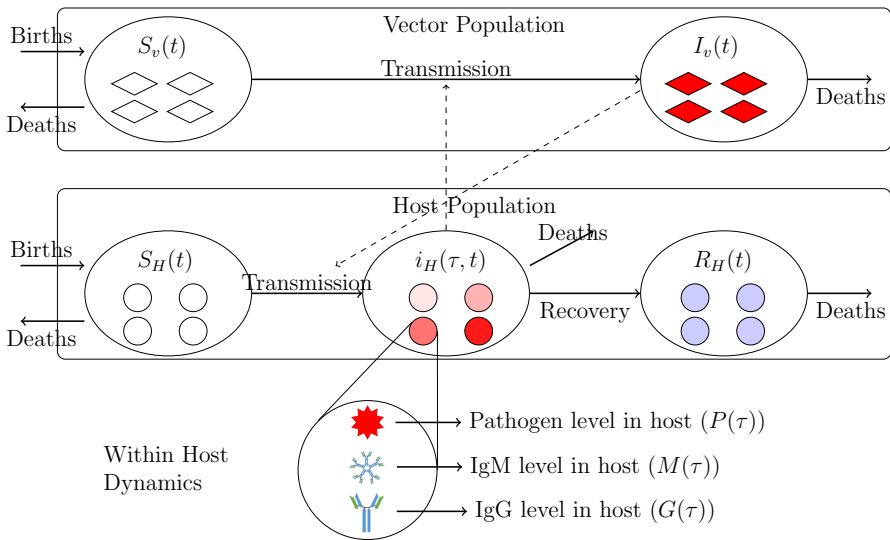 Vector Population
Births
S_v(t)
I_v(t)
Transmission
Deaths
Deaths
Host Population
Births
S_H(t)
i_H(τ, t)
Deaths
R_H(t)
Transmission
Recovery
Deaths
Deaths
Within Host
Dynamics
Pathogen level in host (P(τ))
IgM level in host (M(τ))
IgG level in host (G(τ))